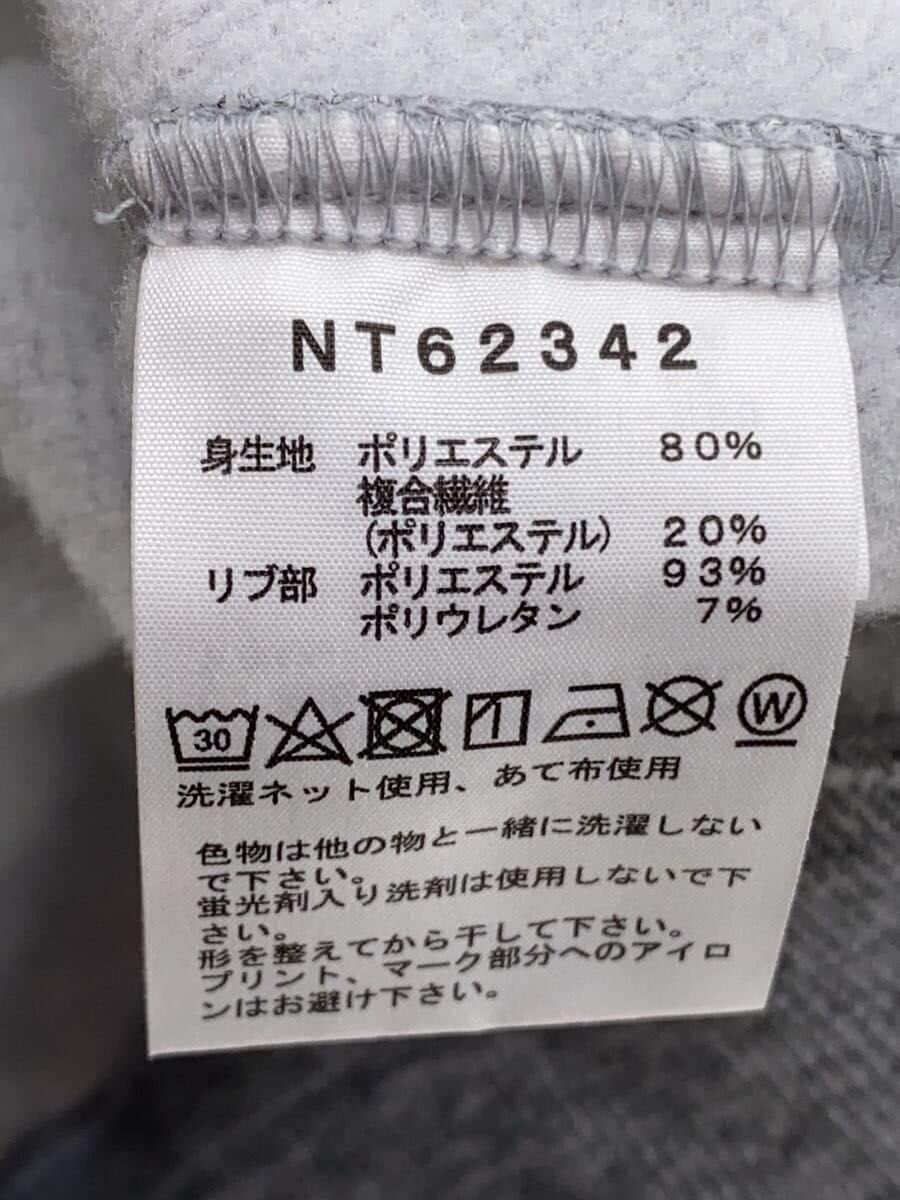 NT62342
身生地 ポリエステル 80%
複合繊維
(ポリエステル) 20%
リブ部 ポリエステル 93%
ポリウレタン 7%
30 W
洗濯ネット使用、あて布使用
色物は他の物と一緒に洗濯しない
で下さい。
蛍光剤入り洗剤は使用しないで下
さい。
形を整えてから干して下さい。
プリント、マーク部分へのアイロ
ンはお避け下さい。